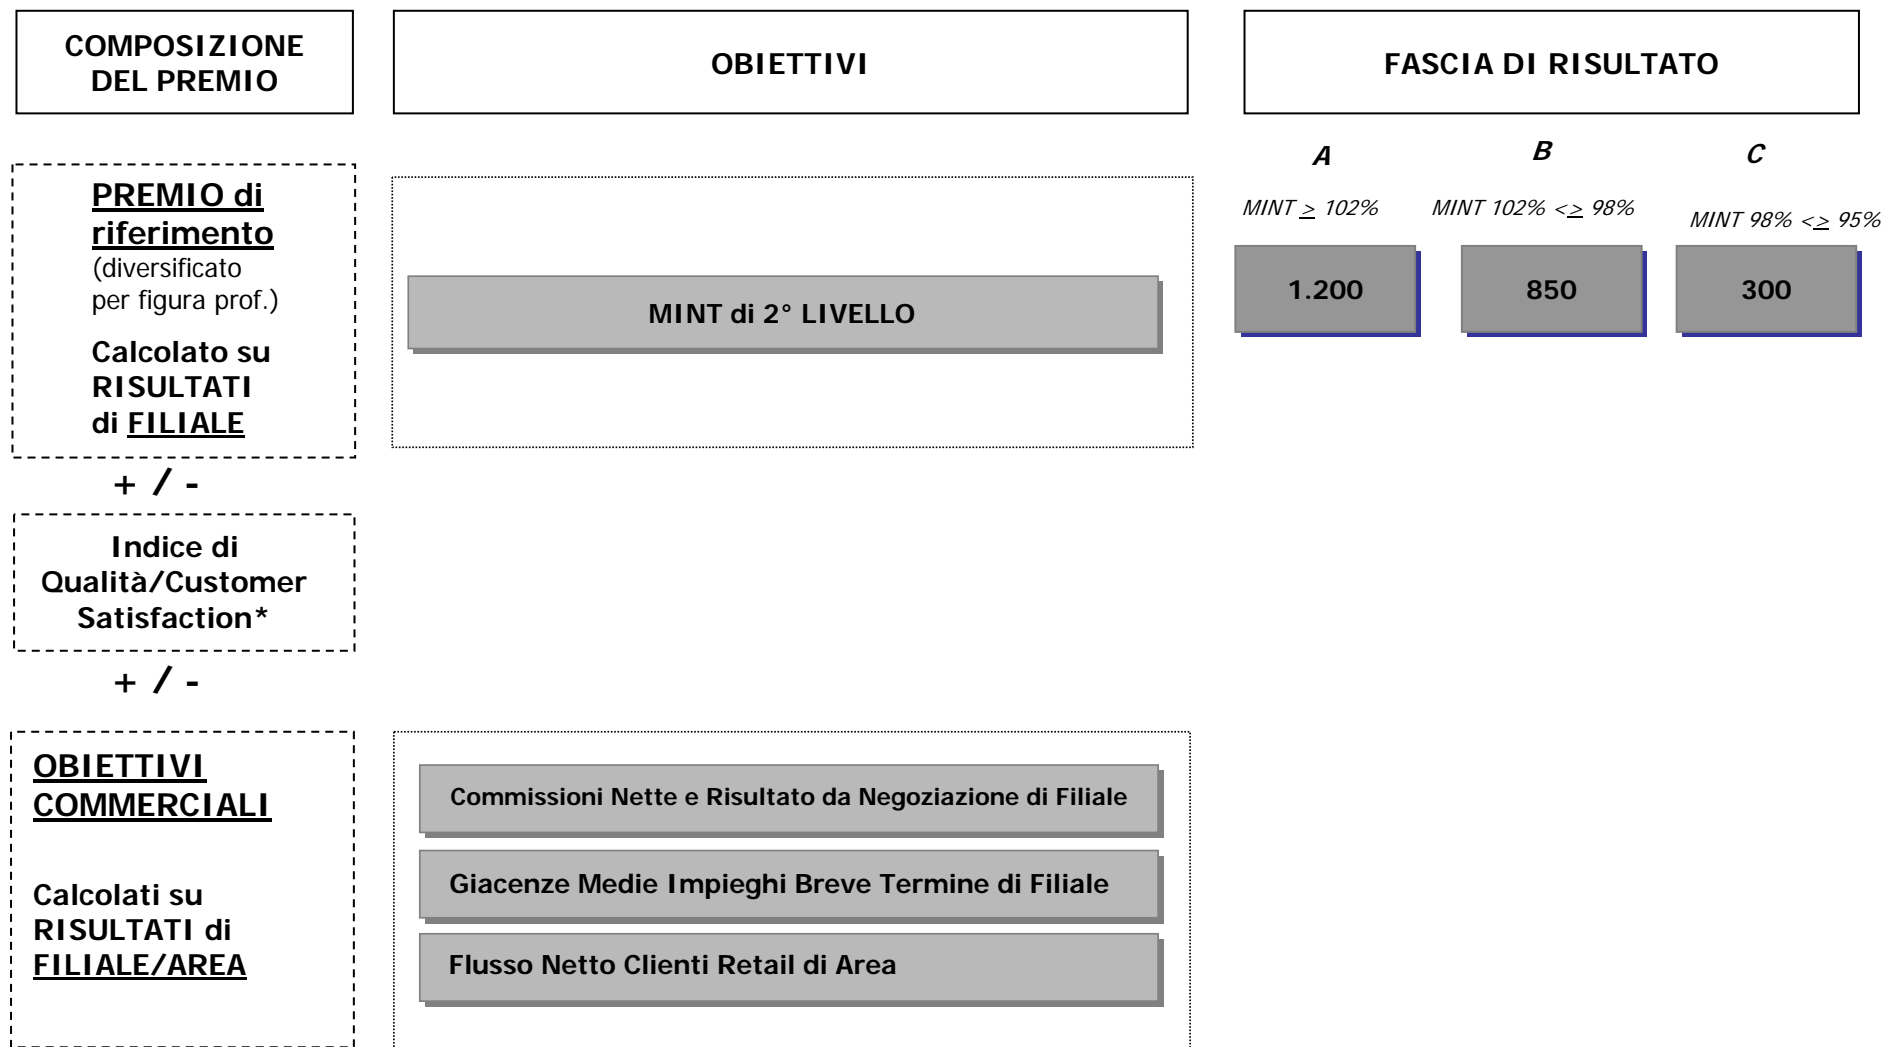 COMPOSIZIONE
DEL PREMIO
OBIETTIVI
FASCIA DI RISULTATO
A
B
C
MINT ≥ 102%
MINT 102% <≥ 98%
MINT 98% <≥ 95%
PREMIO di
riferimento
(diversificato
per figura prof.)
Calcolato su
RISULTATI
di FILIALE
MINT di 2° LIVELLO
1.200
850
300
+ / -
Indice di
Qualità/Customer
Satisfaction*
+ / -
OBIETTIVI
COMMERCIALI
Calcolati su
RISULTATI di
FILIALE/AREA
Commissioni Nette e Risultato da Negoziazione di Filiale
Giacenze Medie Impieghi Breve Termine di Filiale
Flusso Netto Clienti Retail di Area